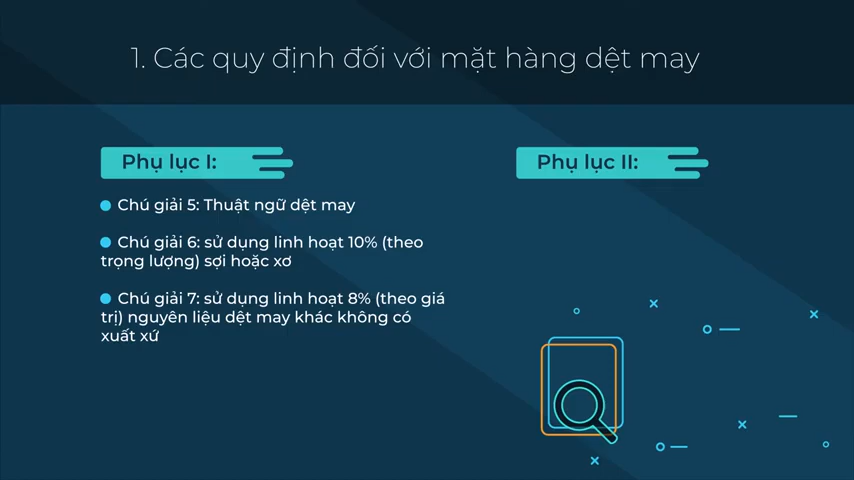 1. Các quy định đối với mặt hàng dệt may
Phụ lục I:
Chú giải 5: Thuật ngữ dệt may
Chú giải 6: sử dụng linh hoạt 10% (theo
trọng lượng) sợi hoặc xơ
Chú giải 7: sử dụng linh hoạt 8% (theo giá
trị) nguyên liệu dệt may khác không có
xuất xứ
Phụ lục II: